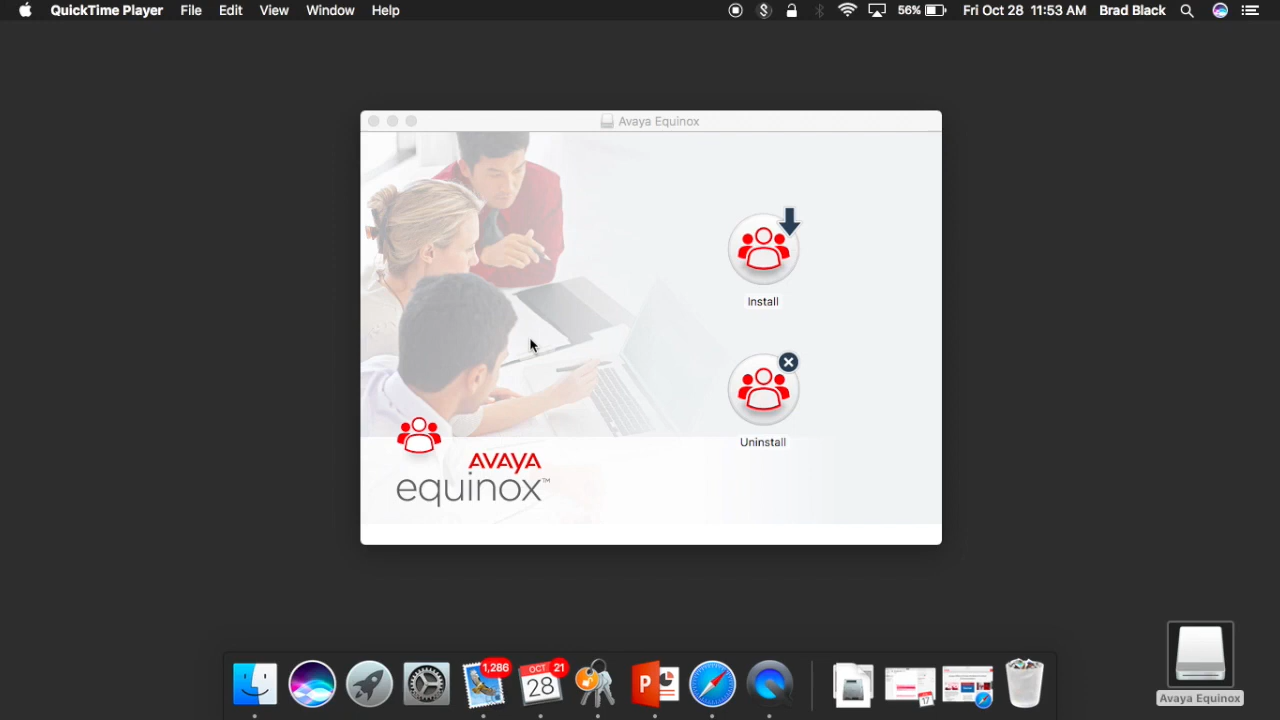 QuickTime Player File Edit View Window Help 56% Fri Oct 28 11:53 AM Brad Black
Avaya Equinox
Install
Uninstall
AVAYA
equinox™
1,286
OCT 21
28
P
17
Avaya Equinox